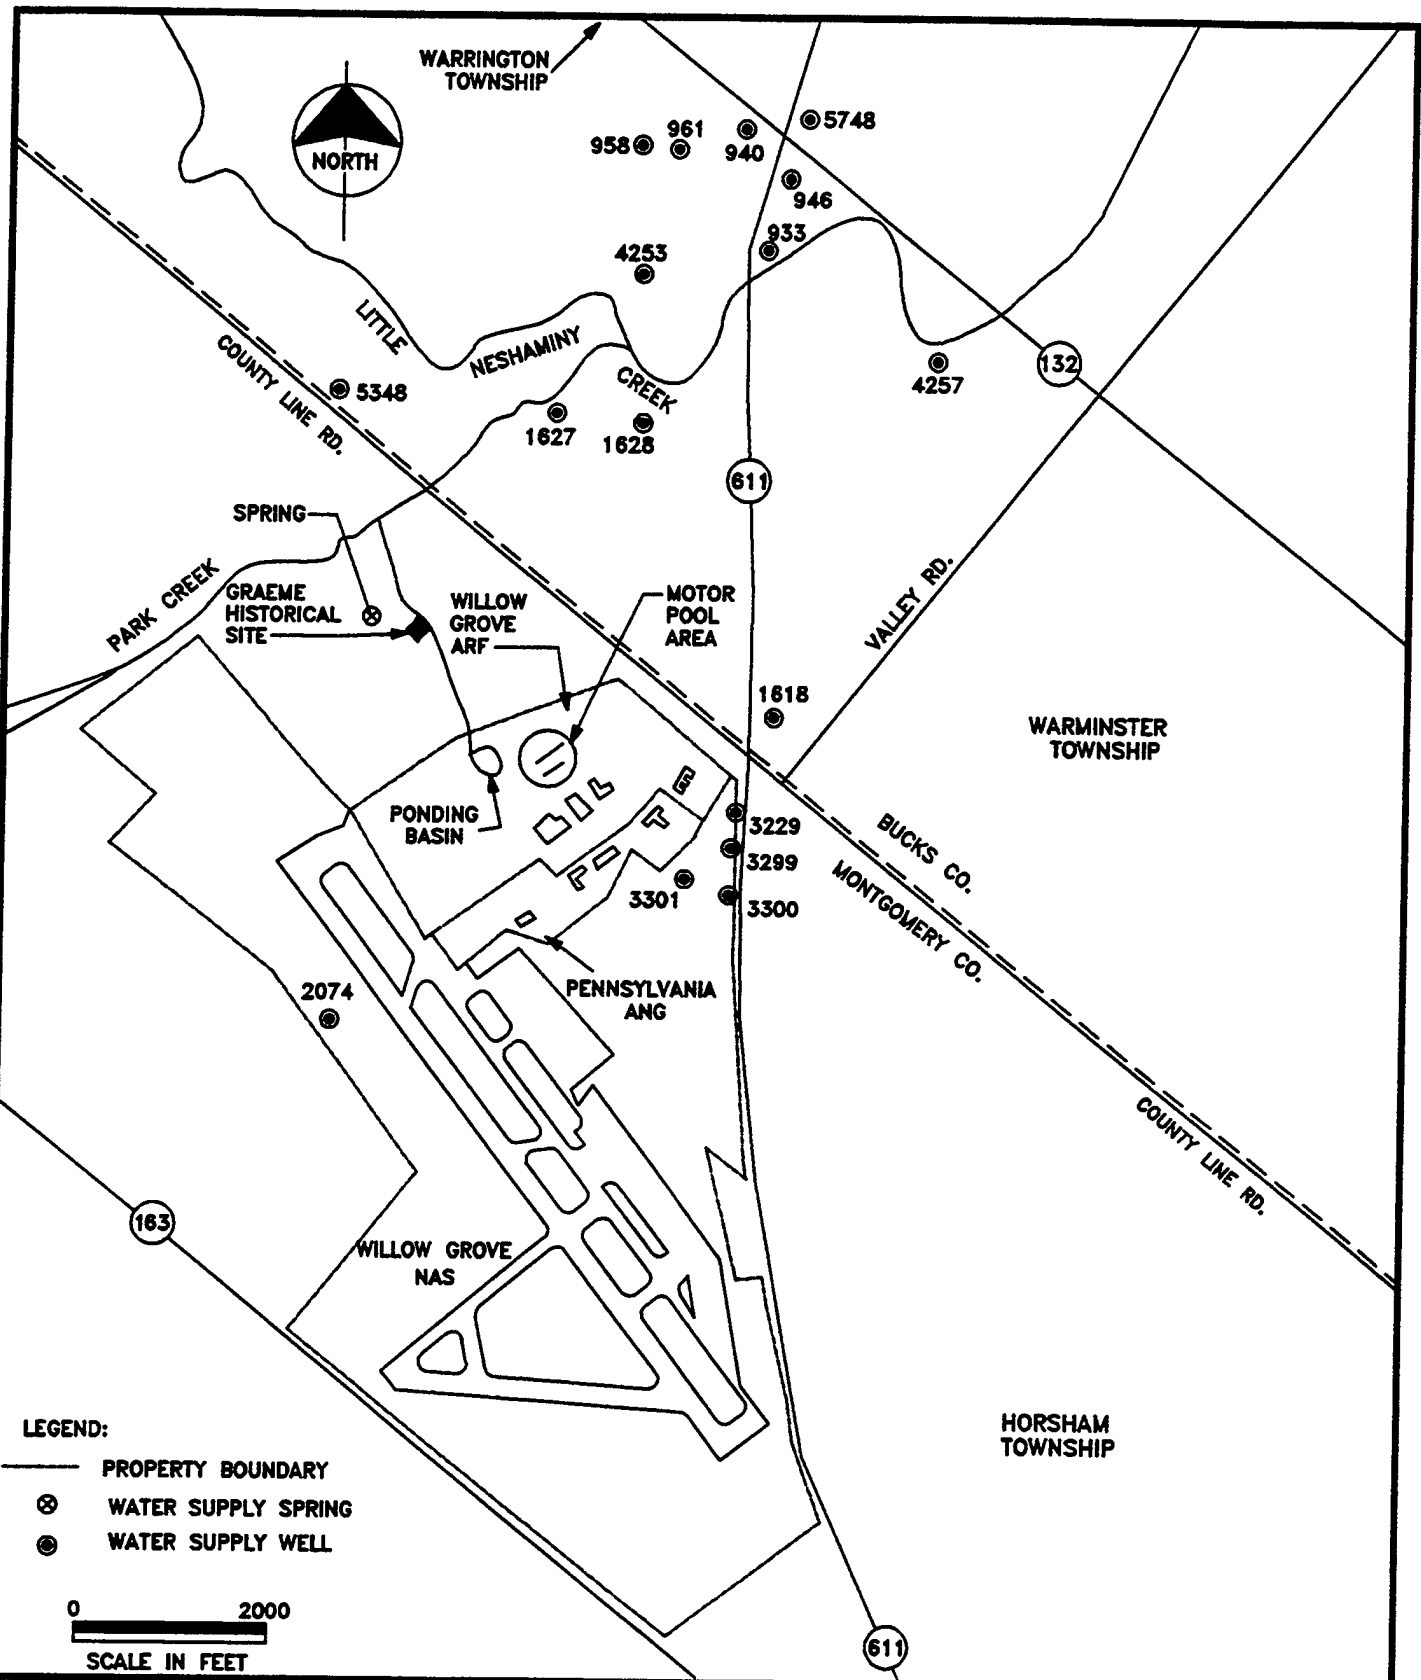 WARRINGTON
TOWNSHIP
NORTH
958
961
940
5748
946
933
4253
LITTLE
NESHAMINY
CREEK
COUNTY LINE RD.
5348
132
4257
1627
1628
611
SPRING
PARK CREEK
GRAEME
HISTORICAL
SITE
WILLOW
GROVE
ARF
MOTOR
POOL
AREA
VALLEY RD.
1618
WARMINSTER
TOWNSHIP
PONDING
BASIN
3229
3299
3301
3300
BUCKS CO.
MONTGOMERY CO.
2074
PENNSYLVANIA
ANG
COUNTY LINE RD.
163
WILLOW GROVE
NAS
HORSHAM
TOWNSHIP
LEGEND:
PROPERTY BOUNDARY
WATER SUPPLY SPRING
WATER SUPPLY WELL
0 2000
SCALE IN FEET
611